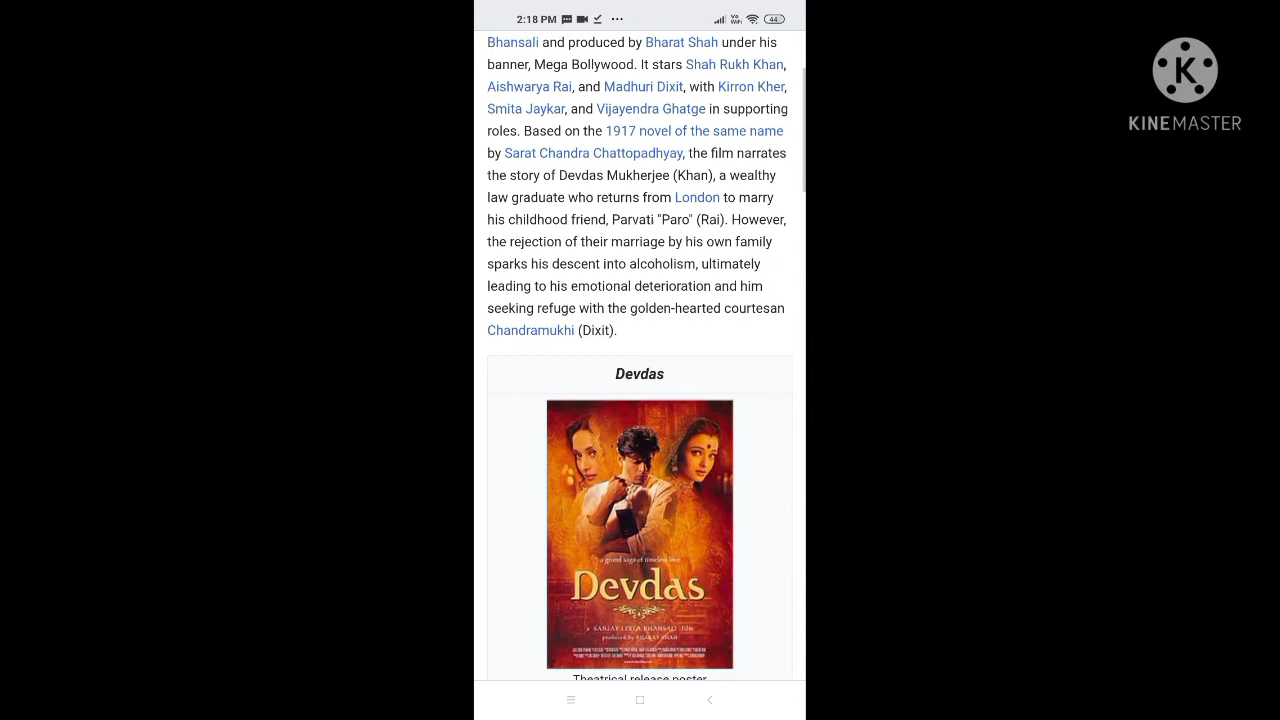 2:18 PM
Vo
WiFi
44
Bhansali and produced by Bharat Shah under his
banner, Mega Bollywood. It stars Shah Rukh Khan,
Aishwarya Rai, and Madhuri Dixit, with Kirron Kher,
Smita Jaykar, and Vijayendra Ghatge in supporting
roles. Based on the 1917 novel of the same name
by Sarat Chandra Chattopadhyay, the film narrates
the story of Devdas Mukherjee (Khan), a wealthy
law graduate who returns from London to marry
his childhood friend, Parvati "Paro" (Rai). However,
the rejection of their marriage by his own family
sparks his descent into alcoholism, ultimately
leading to his emotional deterioration and him
seeking refuge with the golden-hearted courtesan
Chandramukhi (Dixit).
Devdas
a grand saga of timeless love
Devdas
a SANJAY LEELA BHANSALI film
produced by BHARAT SHAH
Theatrical release poster
K
KINEMASTER